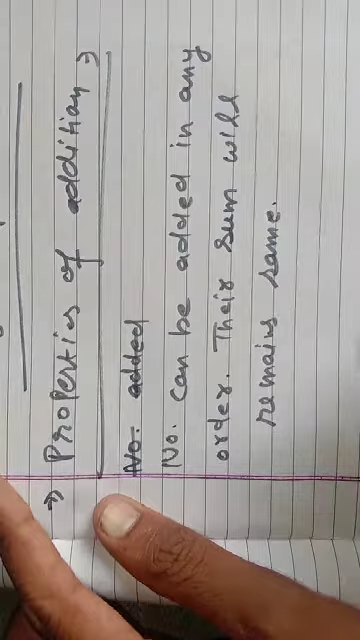 ⇒ Properties of addition ⇒
No. added
No. can be added in any
order. Their sum will
remains same.